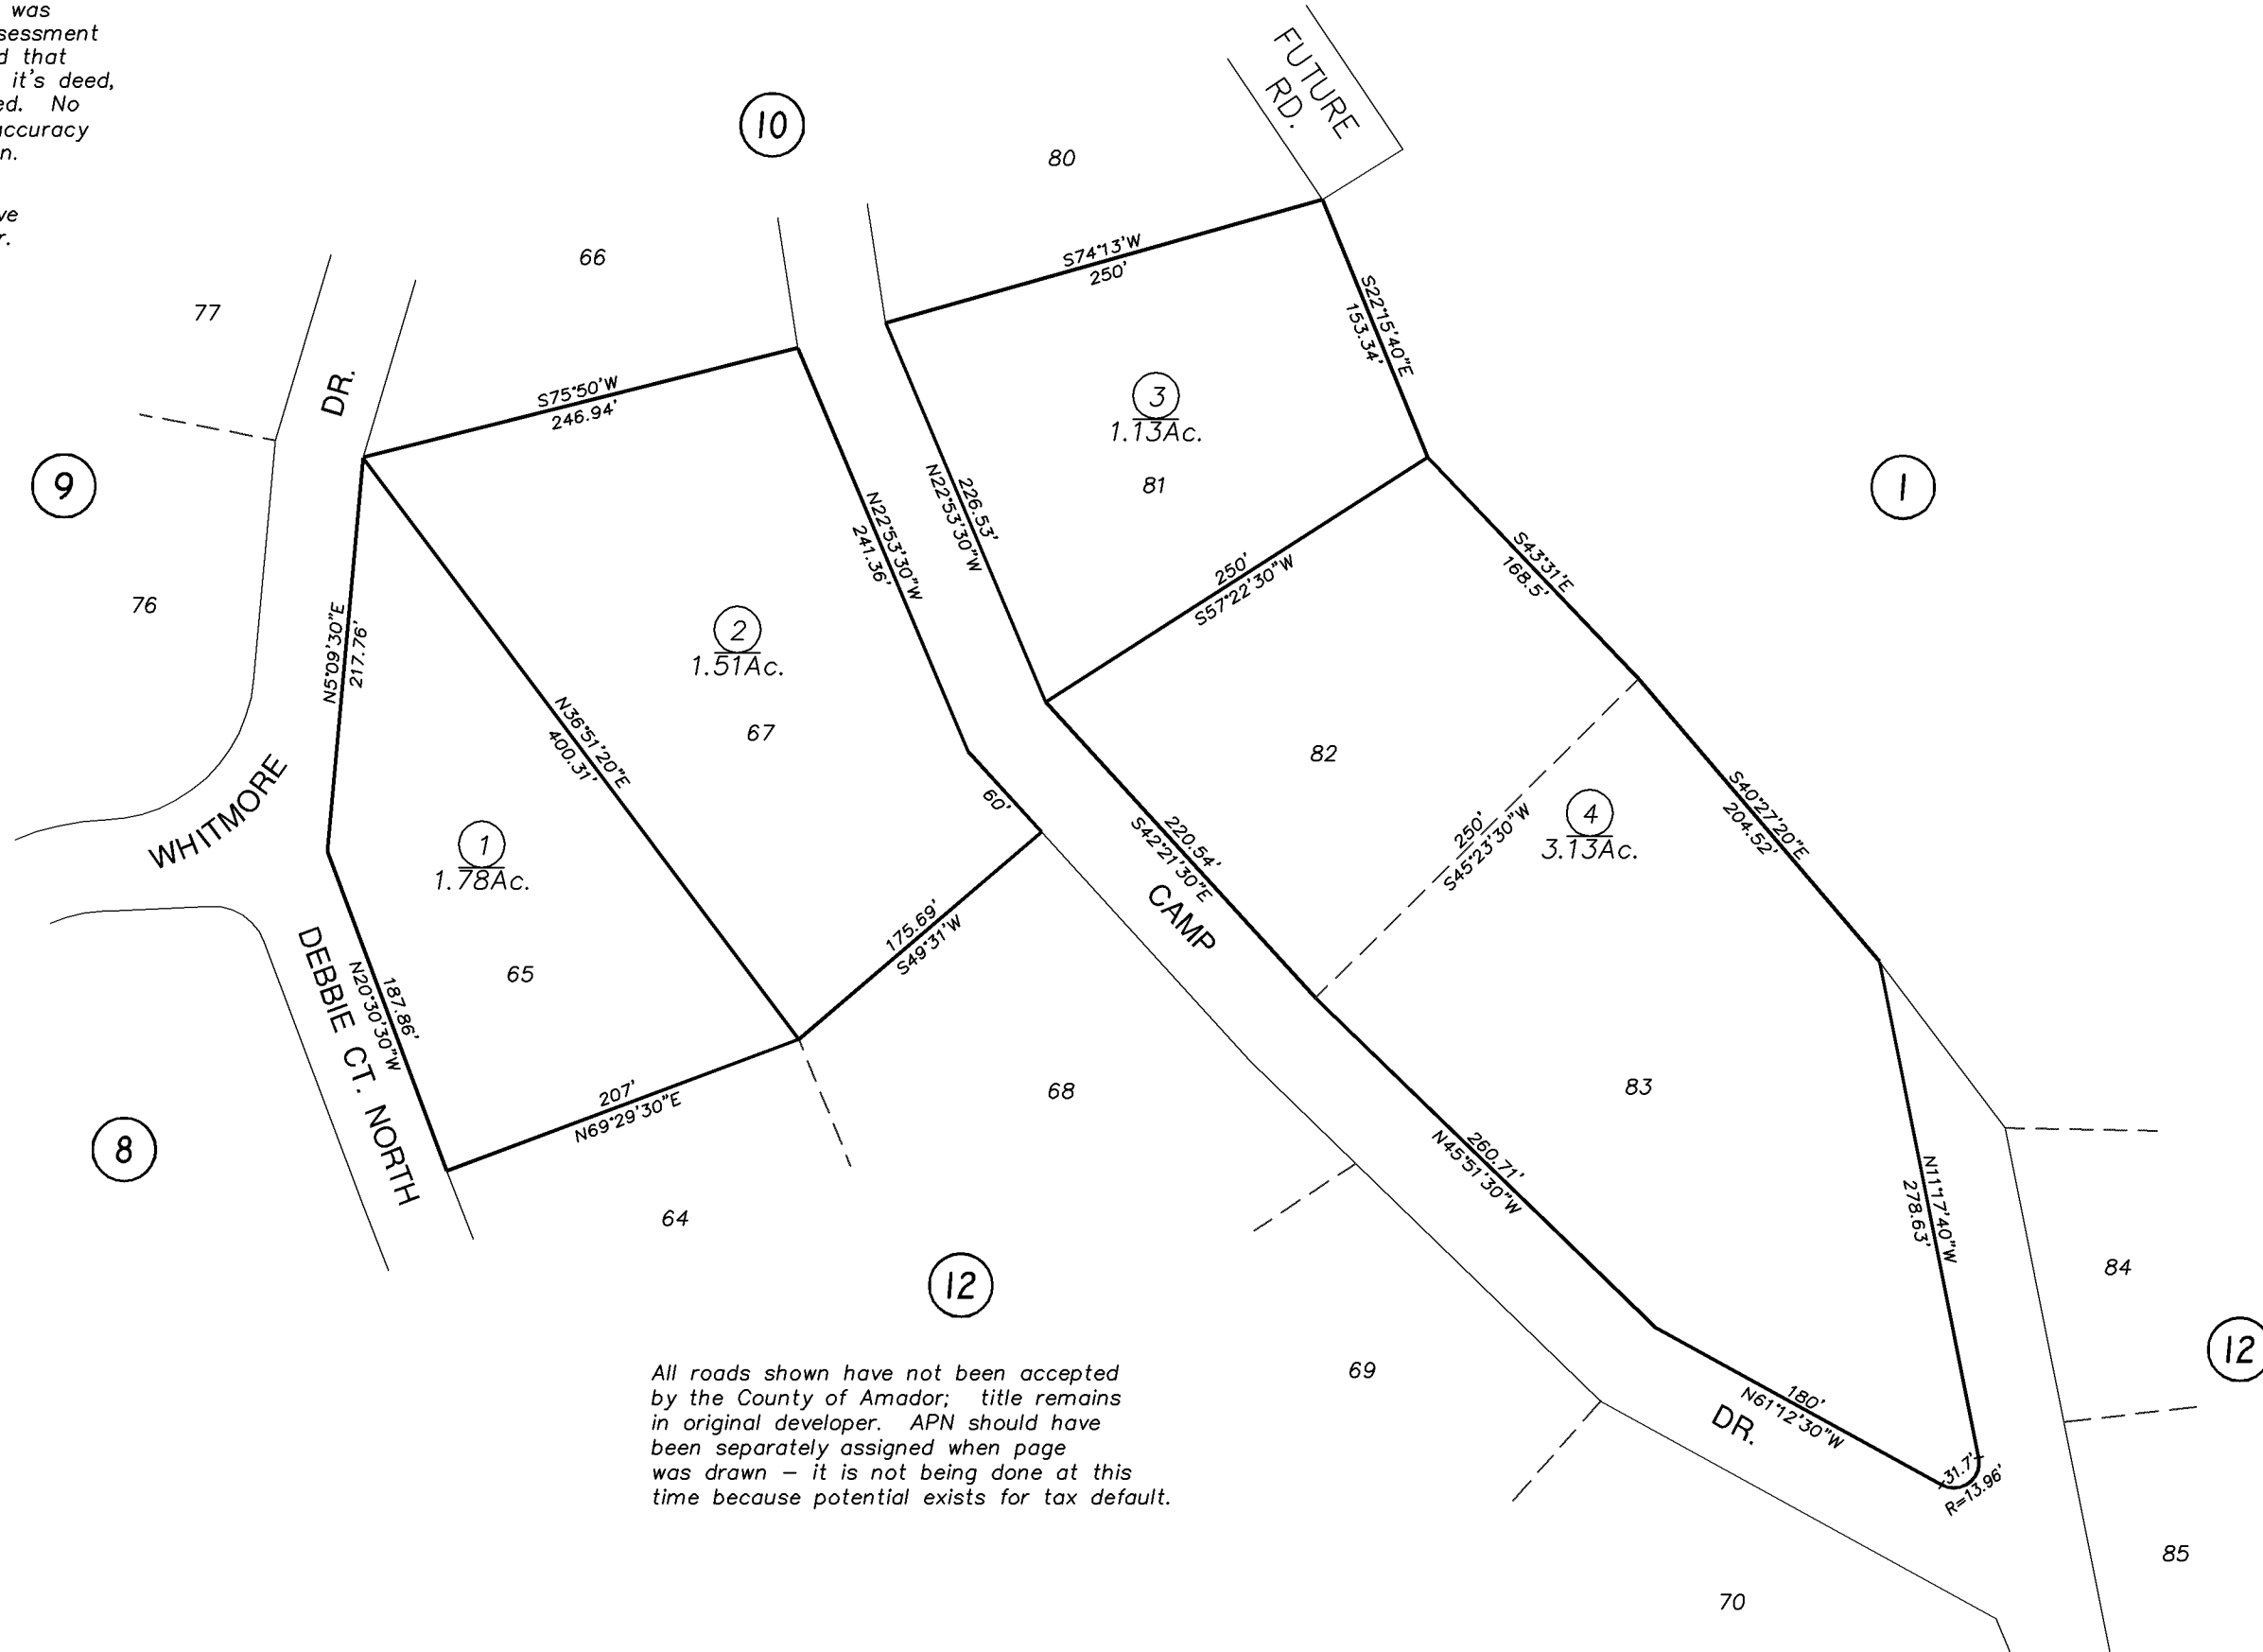 was
sessment
d that
it's deed,
ed. No
accuracy
n.
ve
r.
FUTURE
RD.
10
80
66
77
S74°13'W
250'
S22°15'40"E
153.34'
DR.
S75°50'W
246.94'
3
1.13Ac.
81
9
1
N22°53'30"W
241.36'
226.53'
N22°53'30"W
76
S43°31'E
168.5'
250'
S57°22'30"W
N5°09'30"E
217.76'
2
1.51Ac.
67
N36°51'20"E
400.31'
82
WHITMORE
60'
4
3.13Ac.
250'
S45°23'30"W
S40°27'20"E
204.52'
1
1.78Ac.
65
220.54'
S42°21'30"E
CAMP
175.69'
S49°31'W
DEBBIE CT. NORTH
187.86'
N20°30'30"W
207'
N69°29'30"E
68
83
8
260.71'
N45°51'30"W
N11°17'40"W
278.63'
64
12
84
12
All roads shown have not been accepted
by the County of Amador; title remains
in original developer. APN should have
been separately assigned when page
was drawn – it is not being done at this
time because potential exists for tax default.
69
180'
N61°12'30"W
DR.
31.7'
R=13.96'
85
70